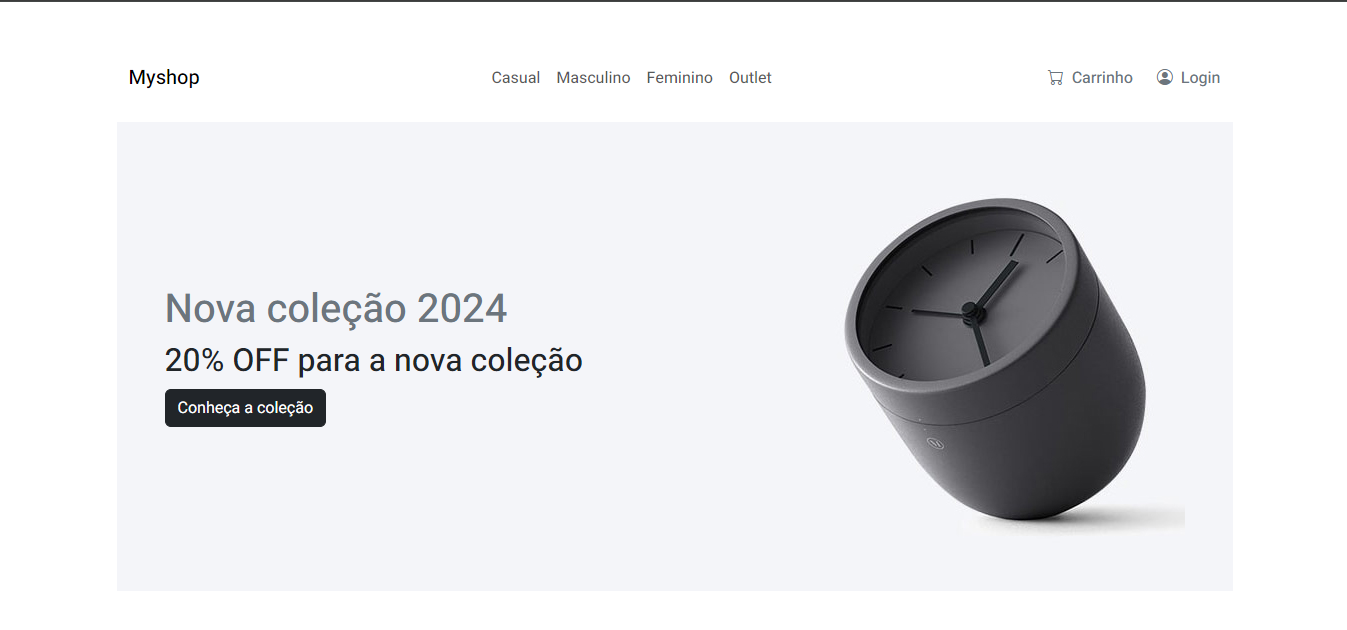 Myshop
Casual Masculino Feminino Outlet
Carrinho Login
Nova coleção 2024
20% OFF para a nova coleção
Conheça a coleção